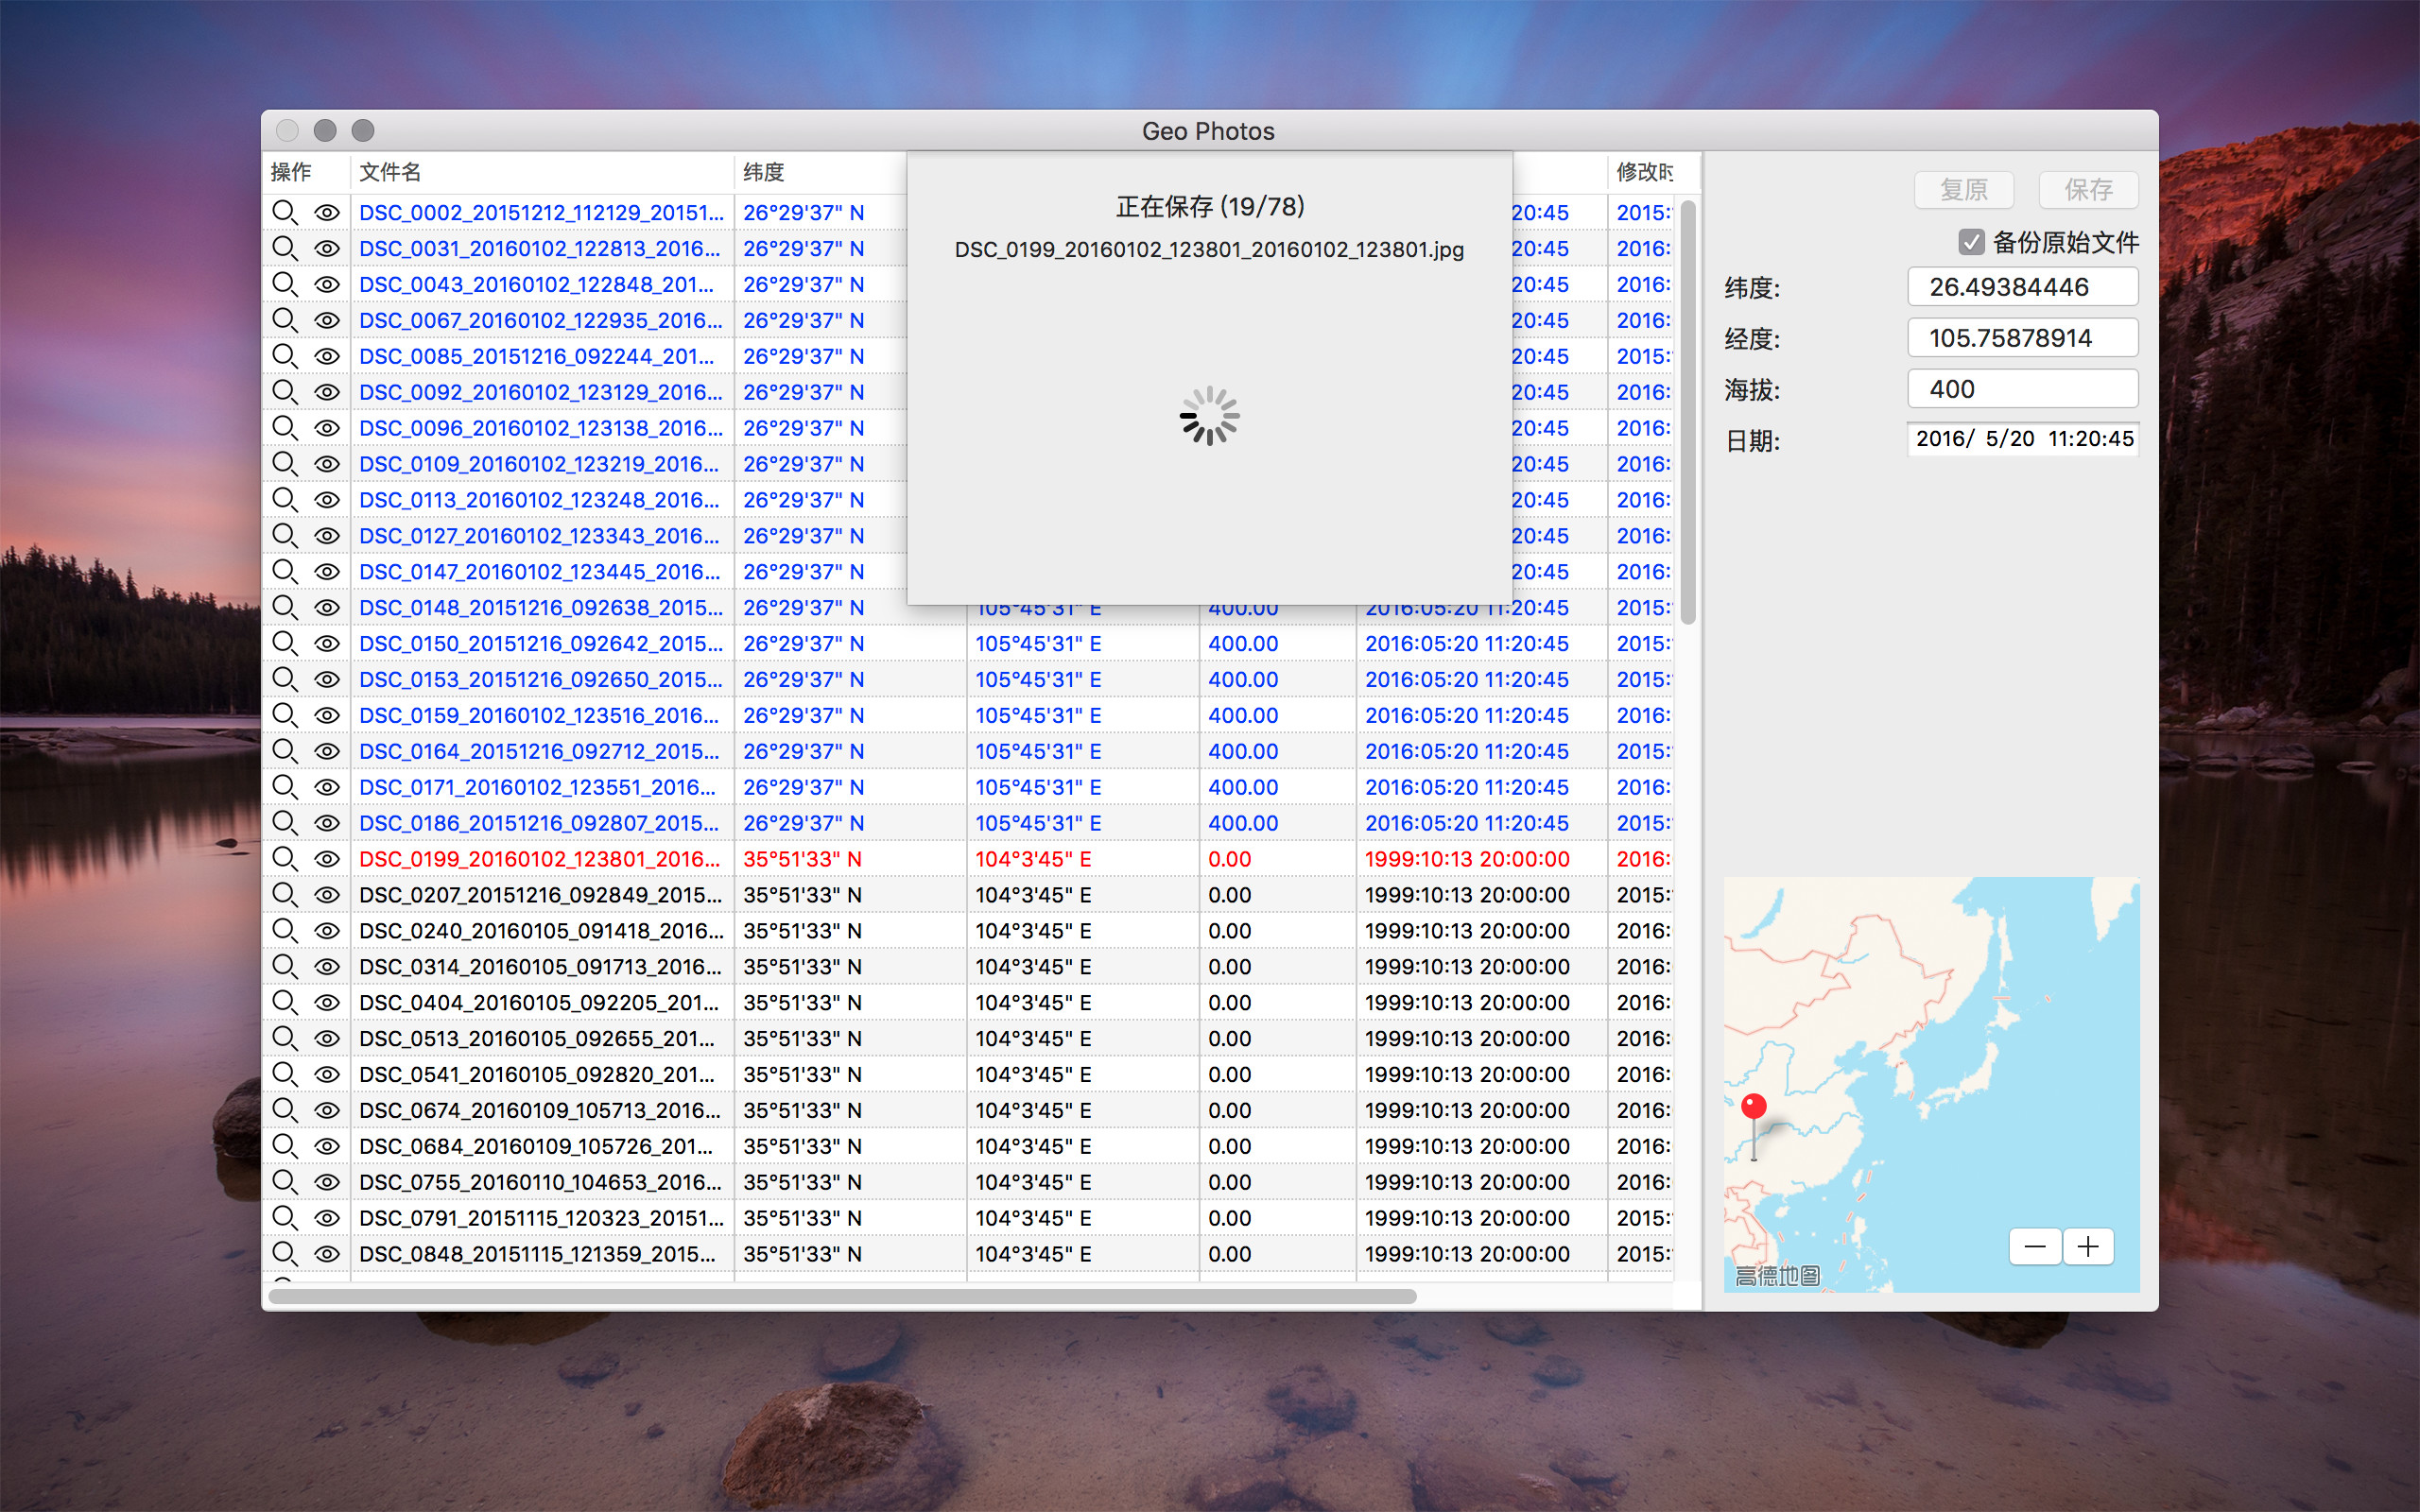 Geo Photos
操作 文件名 纬度 修改时
正在保存 (19/78)
DSC_0199_20160102_123801_20160102_123801.jpg
DSC_0002_20151212_112129_20151... 26°29'37" N 20:45 2015:
DSC_0031_20160102_122813_2016... 26°29'37" N 20:45 2016:
DSC_0043_20160102_122848_201... 26°29'37" N 20:45 2016:
DSC_0067_20160102_122935_2016... 26°29'37" N 20:45 2016:
DSC_0085_20151216_092244_201... 26°29'37" N 20:45 2015:
DSC_0092_20160102_123129_2016... 26°29'37" N 20:45 2016:
DSC_0096_20160102_123138_2016... 26°29'37" N 20:45 2016:
DSC_0109_20160102_123219_2016... 26°29'37" N 20:45 2016:
DSC_0113_20160102_123248_2016... 26°29'37" N 20:45 2016:
DSC_0127_20160102_123343_2016... 26°29'37" N 20:45 2016:
DSC_0147_20160102_123445_2016... 26°29'37" N 20:45 2016:
DSC_0148_20151216_092638_2015... 26°29'37" N 105°45'31" E 400.00 2016:05:20 11:20:45 2015:
DSC_0150_20151216_092642_2015... 26°29'37" N 105°45'31" E 400.00 2016:05:20 11:20:45 2015:
DSC_0153_20151216_092650_2015... 26°29'37" N 105°45'31" E 400.00 2016:05:20 11:20:45 2015:
DSC_0159_20160102_123516_2016... 26°29'37" N 105°45'31" E 400.00 2016:05:20 11:20:45 2016:
DSC_0164_20151216_092712_2015... 26°29'37" N 105°45'31" E 400.00 2016:05:20 11:20:45 2015:
DSC_0171_20160102_123551_2016... 26°29'37" N 105°45'31" E 400.00 2016:05:20 11:20:45 2016:
DSC_0186_20151216_092807_2015... 26°29'37" N 105°45'31" E 400.00 2016:05:20 11:20:45 2015:
DSC_0199_20160102_123801_2016... 35°51'33" N 104°3'45" E 0.00 1999:10:13 20:00:00 2016:
DSC_0207_20151216_092849_2015... 35°51'33" N 104°3'45" E 0.00 1999:10:13 20:00:00 2015:
DSC_0240_20160105_091418_2016... 35°51'33" N 104°3'45" E 0.00 1999:10:13 20:00:00 2016:
DSC_0314_20160105_091713_2016... 35°51'33" N 104°3'45" E 0.00 1999:10:13 20:00:00 2016:
DSC_0404_20160105_092205_201... 35°51'33" N 104°3'45" E 0.00 1999:10:13 20:00:00 2016:
DSC_0513_20160105_092655_201... 35°51'33" N 104°3'45" E 0.00 1999:10:13 20:00:00 2016:
DSC_0541_20160105_092820_201... 35°51'33" N 104°3'45" E 0.00 1999:10:13 20:00:00 2016:
DSC_0674_20160109_105713_2016... 35°51'33" N 104°3'45" E 0.00 1999:10:13 20:00:00 2016:
DSC_0684_20160109_105726_201... 35°51'33" N 104°3'45" E 0.00 1999:10:13 20:00:00 2016:
DSC_0755_20160110_104653_2016... 35°51'33" N 104°3'45" E 0.00 1999:10:13 20:00:00 2016:
DSC_0791_20151115_120323_20151... 35°51'33" N 104°3'45" E 0.00 1999:10:13 20:00:00 2015:
DSC_0848_20151115_121359_2015... 35°51'33" N 104°3'45" E 0.00 1999:10:13 20:00:00 2015:
复原 保存
备份原始文件
纬度: 26.49384446
经度: 105.75878914
海拔: 400
日期: 2016/ 5/20 11:20:45
高德地图